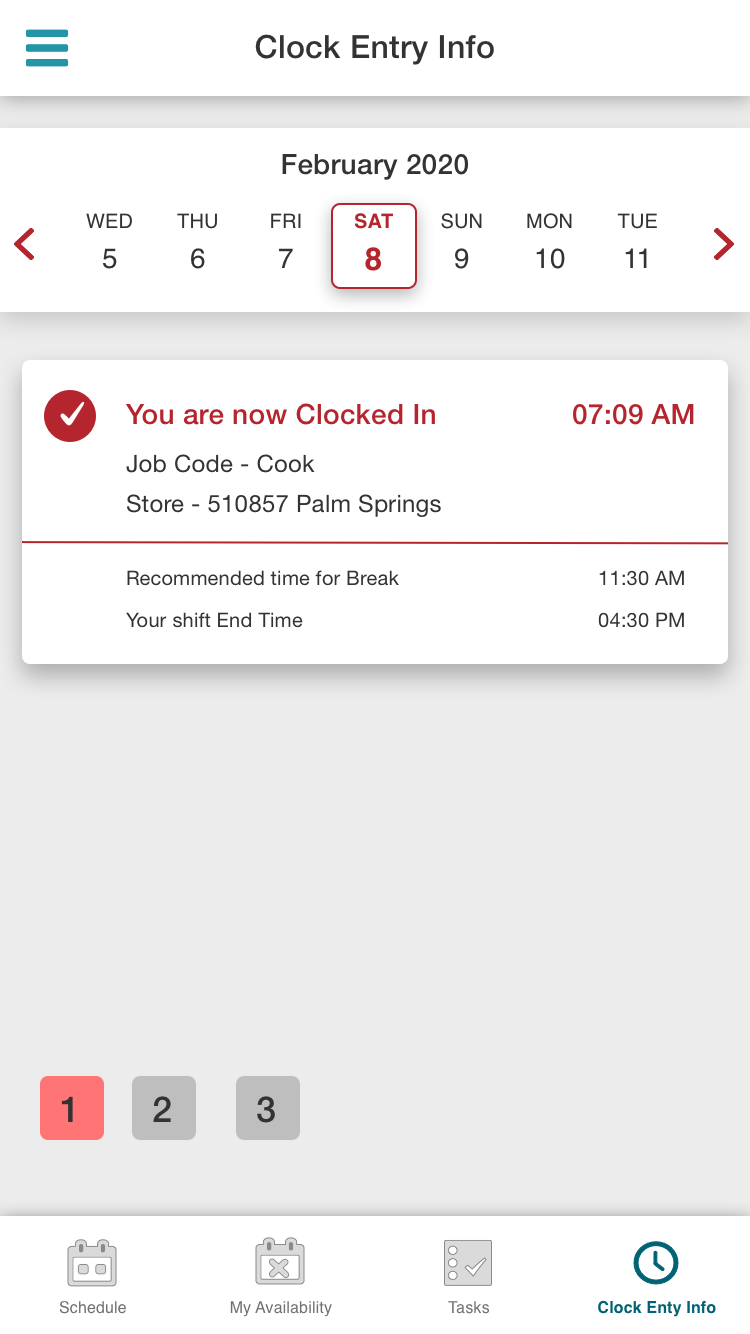 Clock Entry Info
February 2020
WED THU FRI SAT SUN MON TUE
5 6 7 8 9 10 11
You are now Clocked In 07:09 AM
Job Code - Cook
Store - 510857 Palm Springs
Recommended time for Break 11:30 AM
Your shift End Time 04:30 PM
1 2 3
Schedule My Availability Tasks Clock Enty Info